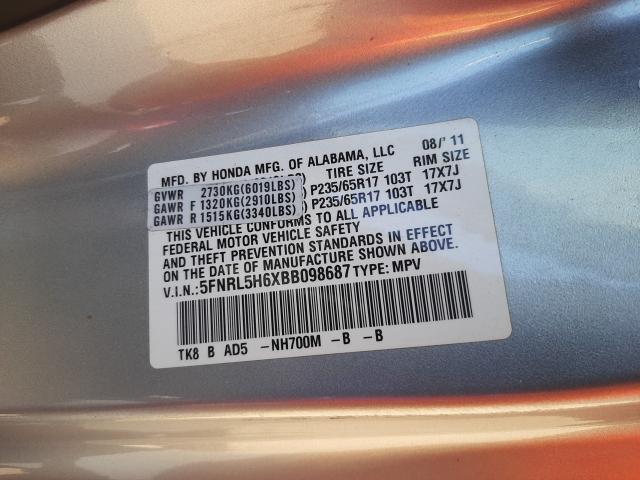 MFD. BY HONDA MFG. OF ALABAMA, LLC 08/'11
TIRE SIZE RIM SIZE
GVWR 2730KG(6019LBS)
GAWR F 1320KG(2910LBS) ) P235/65R17 103T 17X7J
GAWR R 1515KG(3340LBS) ) P235/65R17 103T 17X7J
THIS VEHICLE CONFORMS TO ALL APPLICABLE
FEDERAL MOTOR VEHICLE SAFETY
AND THEFT PREVENTION STANDARDS IN EFFECT
ON THE DATE OF MANUFACTURE SHOWN ABOVE.
V.I.N.: 5FNRL5H6XBB098687 TYPE: MPV
TK8 B AD5 -NH700M -B -B